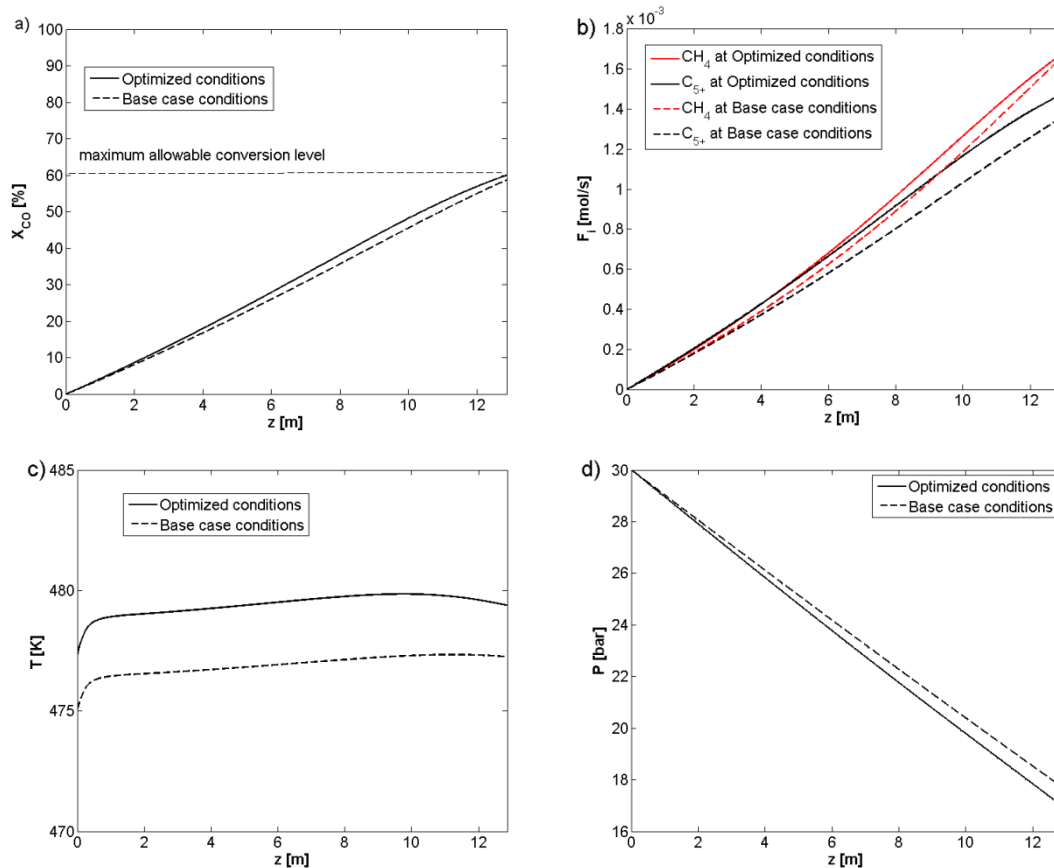 a)
100
90
80
70
60
50
40
30
20
10
0
X_CO [%]
Optimized conditions
Base case conditions
maximum allowable conversion level
0 2 4 6 8 10 12
z [m]
b)
x 10^-3
1.8
1.6
1.4
1.2
1
0.8
0.6
0.4
0.2
0
F_i [mol/s]
CH_4 at Optimized conditions
C_5+ at Optimized conditions
CH_4 at Base case conditions
C_5+ at Base case conditions
0 2 4 6 8 10 12
z [m]
c)
485
480
475
470
T [K]
Optimized conditions
Base case conditions
0 2 4 6 8 10 12
z [m]
d)
30
28
26
24
22
20
18
16
P [bar]
Optimized conditions
Base case conditions
0 2 4 6 8 10 12
z [m]